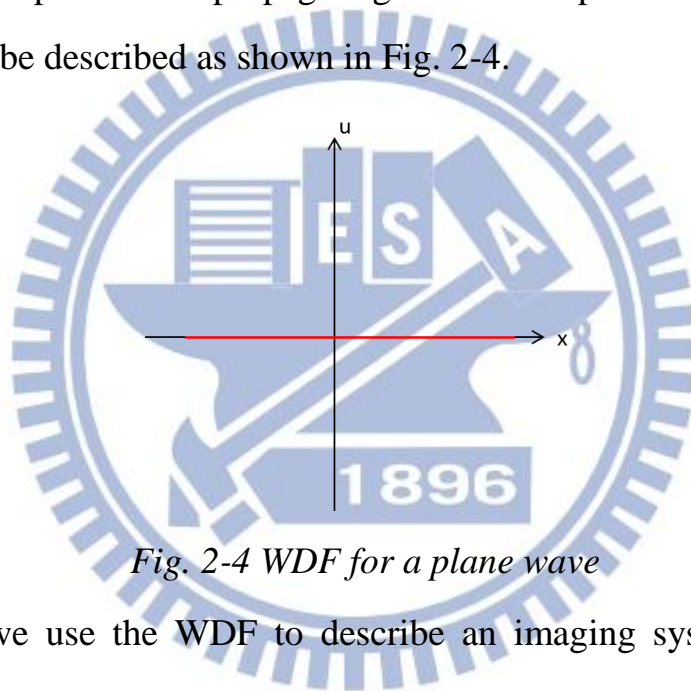 be described as shown in Fig. 2-4.
u
E S A
x
1896
Fig. 2-4 WDF for a plane wave
we use the WDF to describe an imaging sys